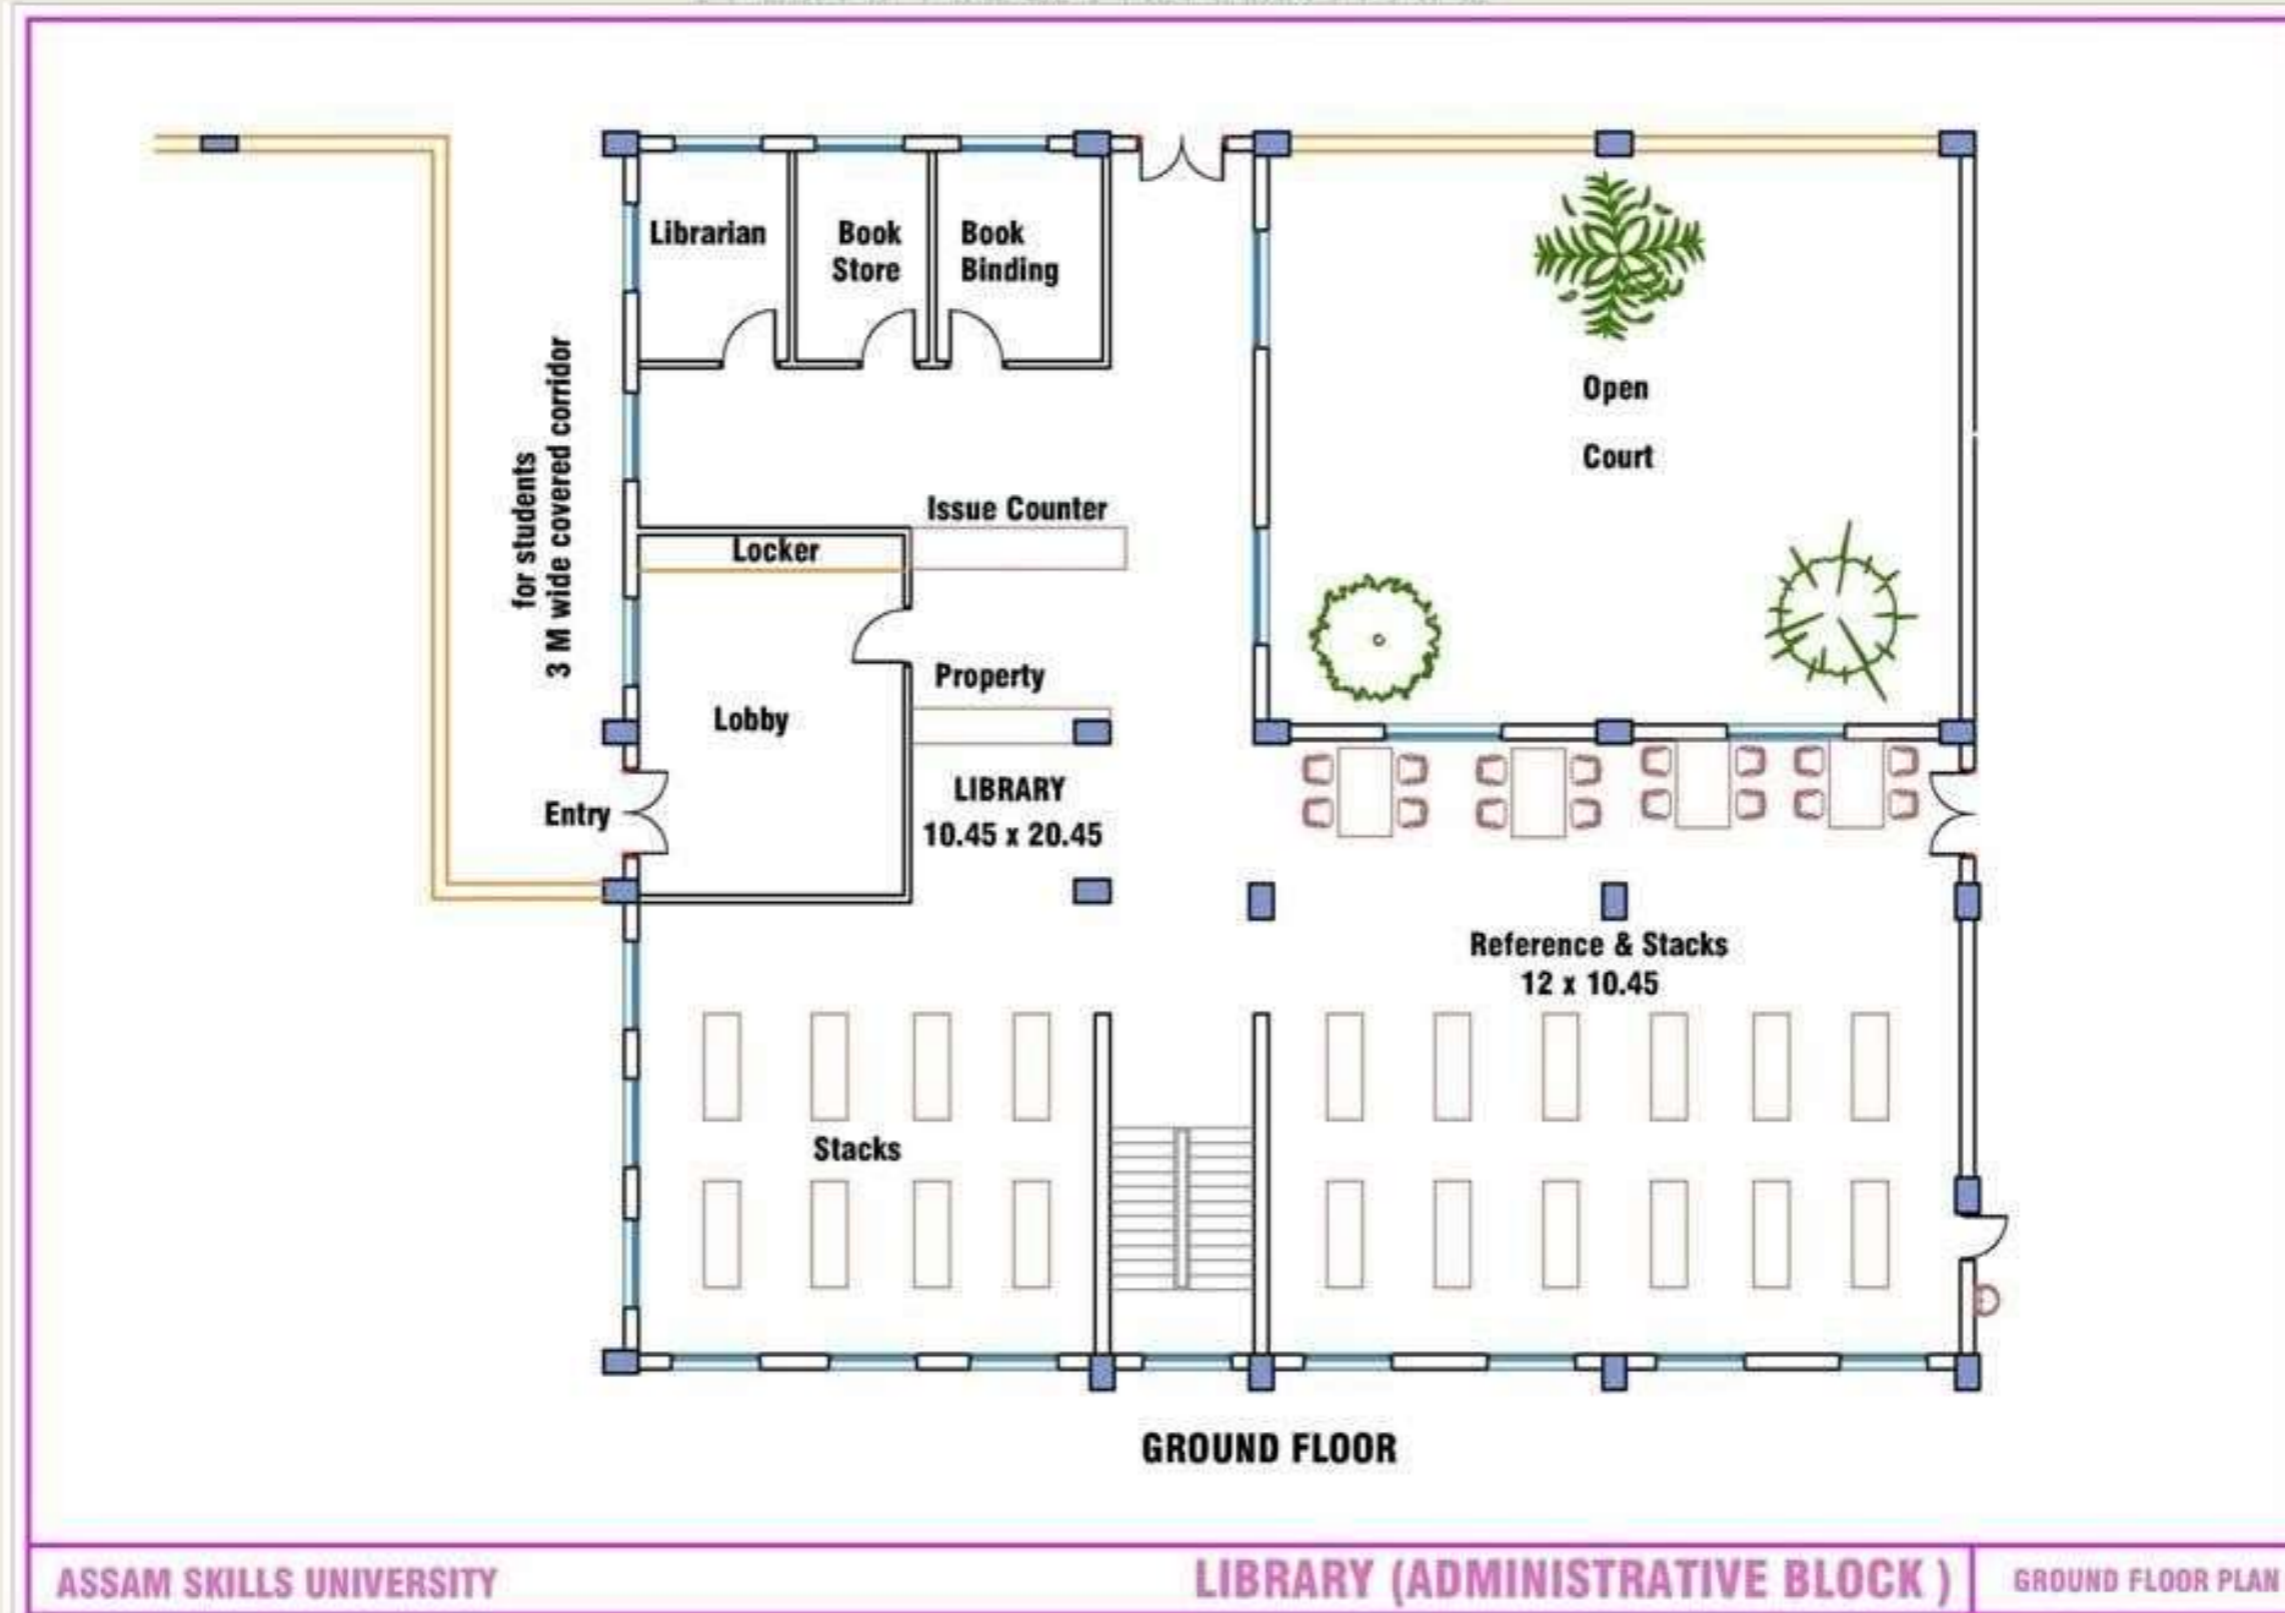 Librarian
Book
Store
Book
Binding
for students
3 M wide covered corridor
Open
Court
Issue Counter
Locker
Property
Lobby
LIBRARY
10.45 x 20.45
Entry
Reference & Stacks
12 x 10.45
Stacks
GROUND FLOOR
ASSAM SKILLS UNIVERSITY
LIBRARY (ADMINISTRATIVE BLOCK )
GROUND FLOOR PLAN